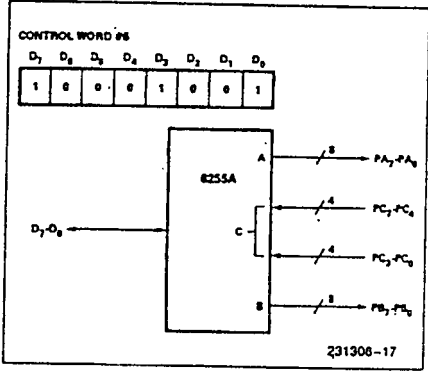 CONTROL WORD #6
D7 D6 D5 D4 D3 D2 D1 D0
1 0 0 0 1 0 0 1
A
8
PA7-PA0
8255A
4
PC7-PC4
D7-D0
C
4
PC3-PC0
B
8
PB7-PB0
231306-17